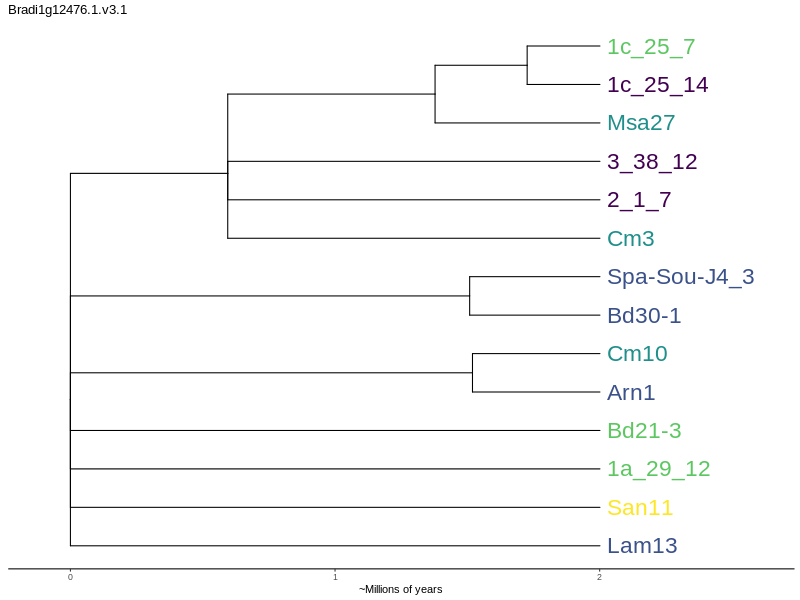 Bradi1g12476.1.v3.1
1c_25_7
1c_25_14
Msa27
3_38_12
2_1_7
Cm3
Spa-Sou-J4_3
Bd30-1
Cm10
Arn1
Bd21-3
1a_29_12
San11
Lam13
0 1 2
~Millions of years